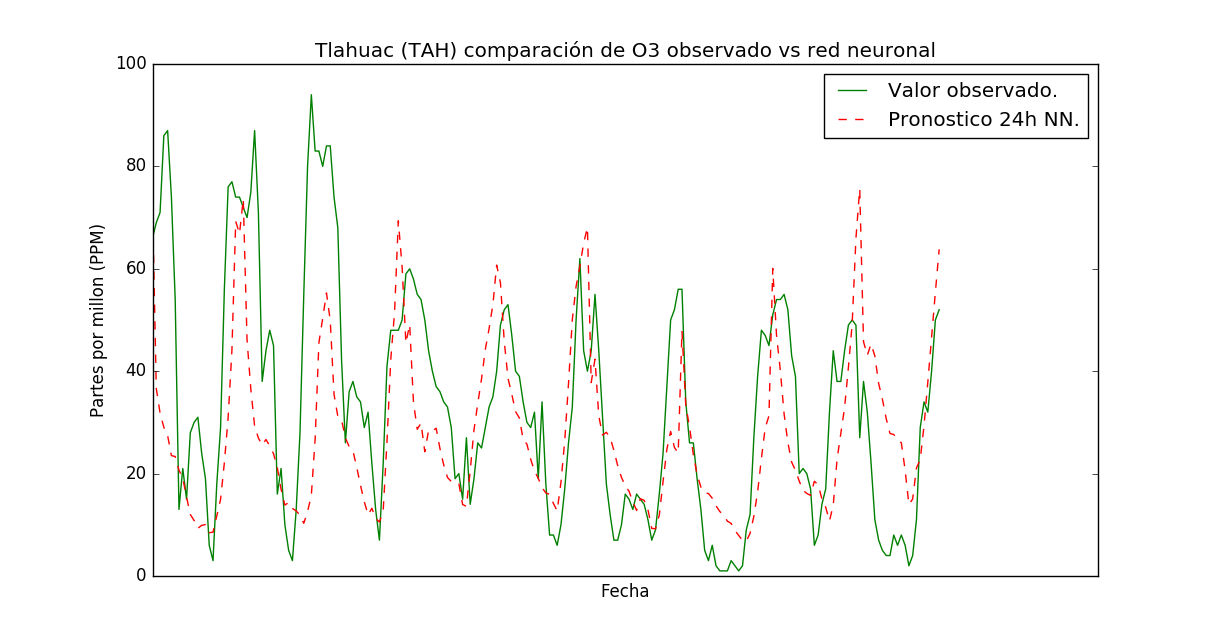 Tlahuac (TAH) comparación de O3 observado vs red neuronal
100
80
60
40
20
0
Partes por millon (PPM)
Fecha
Valor observado.
Pronostico 24h NN.